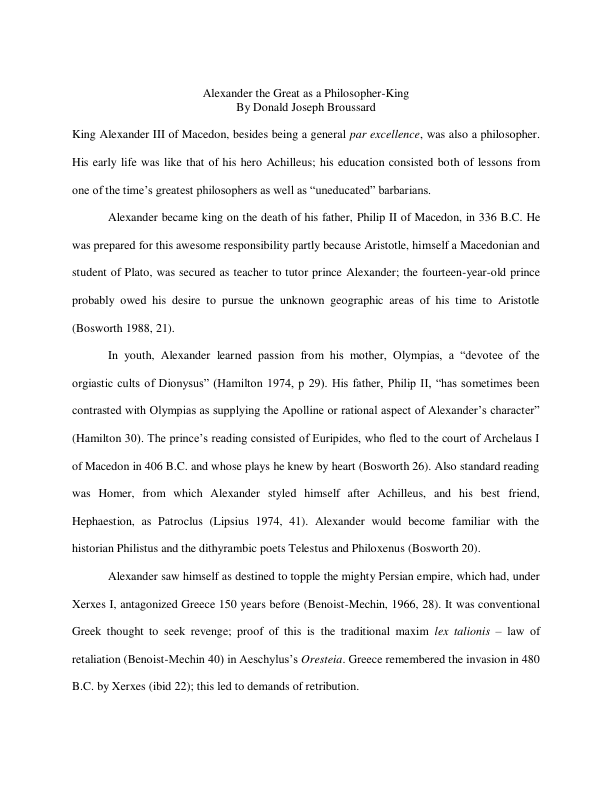 Alexander the Great as a Philosopher-King
By Donald Joseph Broussard
King Alexander III of Macedon, besides being a general par excellence, was also a philosopher.
His early life was like that of his hero Achilleus; his education consisted both of lessons from
one of the time’s greatest philosophers as well as “uneducated” barbarians.
Alexander became king on the death of his father, Philip II of Macedon, in 336 B.C. He
was prepared for this awesome responsibility partly because Aristotle, himself a Macedonian and
student of Plato, was secured as teacher to tutor prince Alexander; the fourteen-year-old prince
probably owed his desire to pursue the unknown geographic areas of his time to Aristotle
(Bosworth 1988, 21).
In youth, Alexander learned passion from his mother, Olympias, a “devotee of the
orgiastic cults of Dionysus” (Hamilton 1974, p 29). His father, Philip II, “has sometimes been
contrasted with Olympias as supplying the Apolline or rational aspect of Alexander’s character”
(Hamilton 30). The prince’s reading consisted of Euripides, who fled to the court of Archelaus I
of Macedon in 406 B.C. and whose plays he knew by heart (Bosworth 26). Also standard reading
was Homer, from which Alexander styled himself after Achilleus, and his best friend,
Hephaestion, as Patroclus (Lipsius 1974, 41). Alexander would become familiar with the
historian Philistus and the dithyrambic poets Telestus and Philoxenus (Bosworth 20).
Alexander saw himself as destined to topple the mighty Persian empire, which had, under
Xerxes I, antagonized Greece 150 years before (Benoist-Mechin, 1966, 28). It was conventional
Greek thought to seek revenge; proof of this is the traditional maxim lex talionis – law of
retaliation (Benoist-Mechin 40) in Aeschylus’s Oresteia. Greece remembered the invasion in 480
B.C. by Xerxes (ibid 22); this led to demands of retribution.